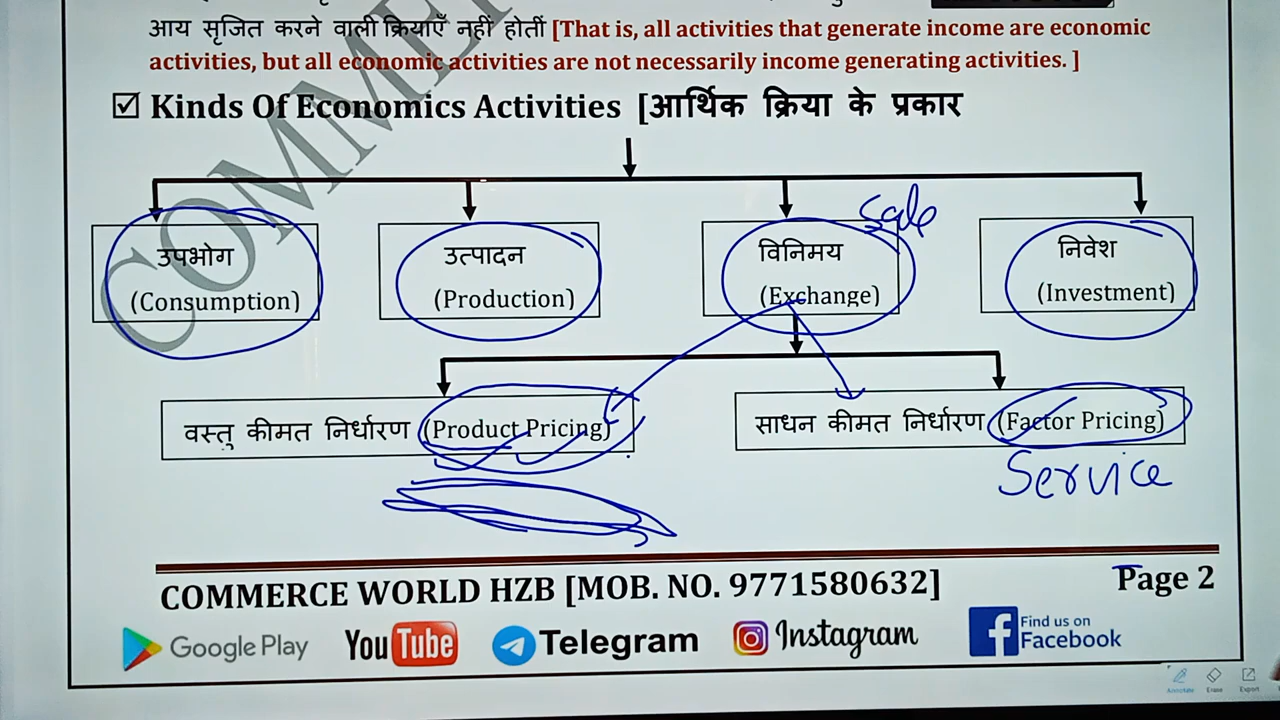 आय सृजित करने वाली क्रियाएँ नहीं होतीं [That is, all activities that generate income are economic
activities, but all economic activities are not necessarily income generating activities. ]
☑ Kinds Of Economics Activities [आर्थिक क्रिया के प्रकार
Sale
उपभोग
(Consumption)
उत्पादन
(Production)
विनिमय
(Exchange)
निवेश
(Investment)
वस्तु कीमत निर्धारण (Product Pricing)
साधन कीमत निर्धारण (Factor Pricing)
Service
COMMERCE WORLD HZB [MOB. NO. 9771580632]
Page 2
Google Play
YouTube
Telegram
Instagram
Find us on
Facebook
Annotate
Erase
Export